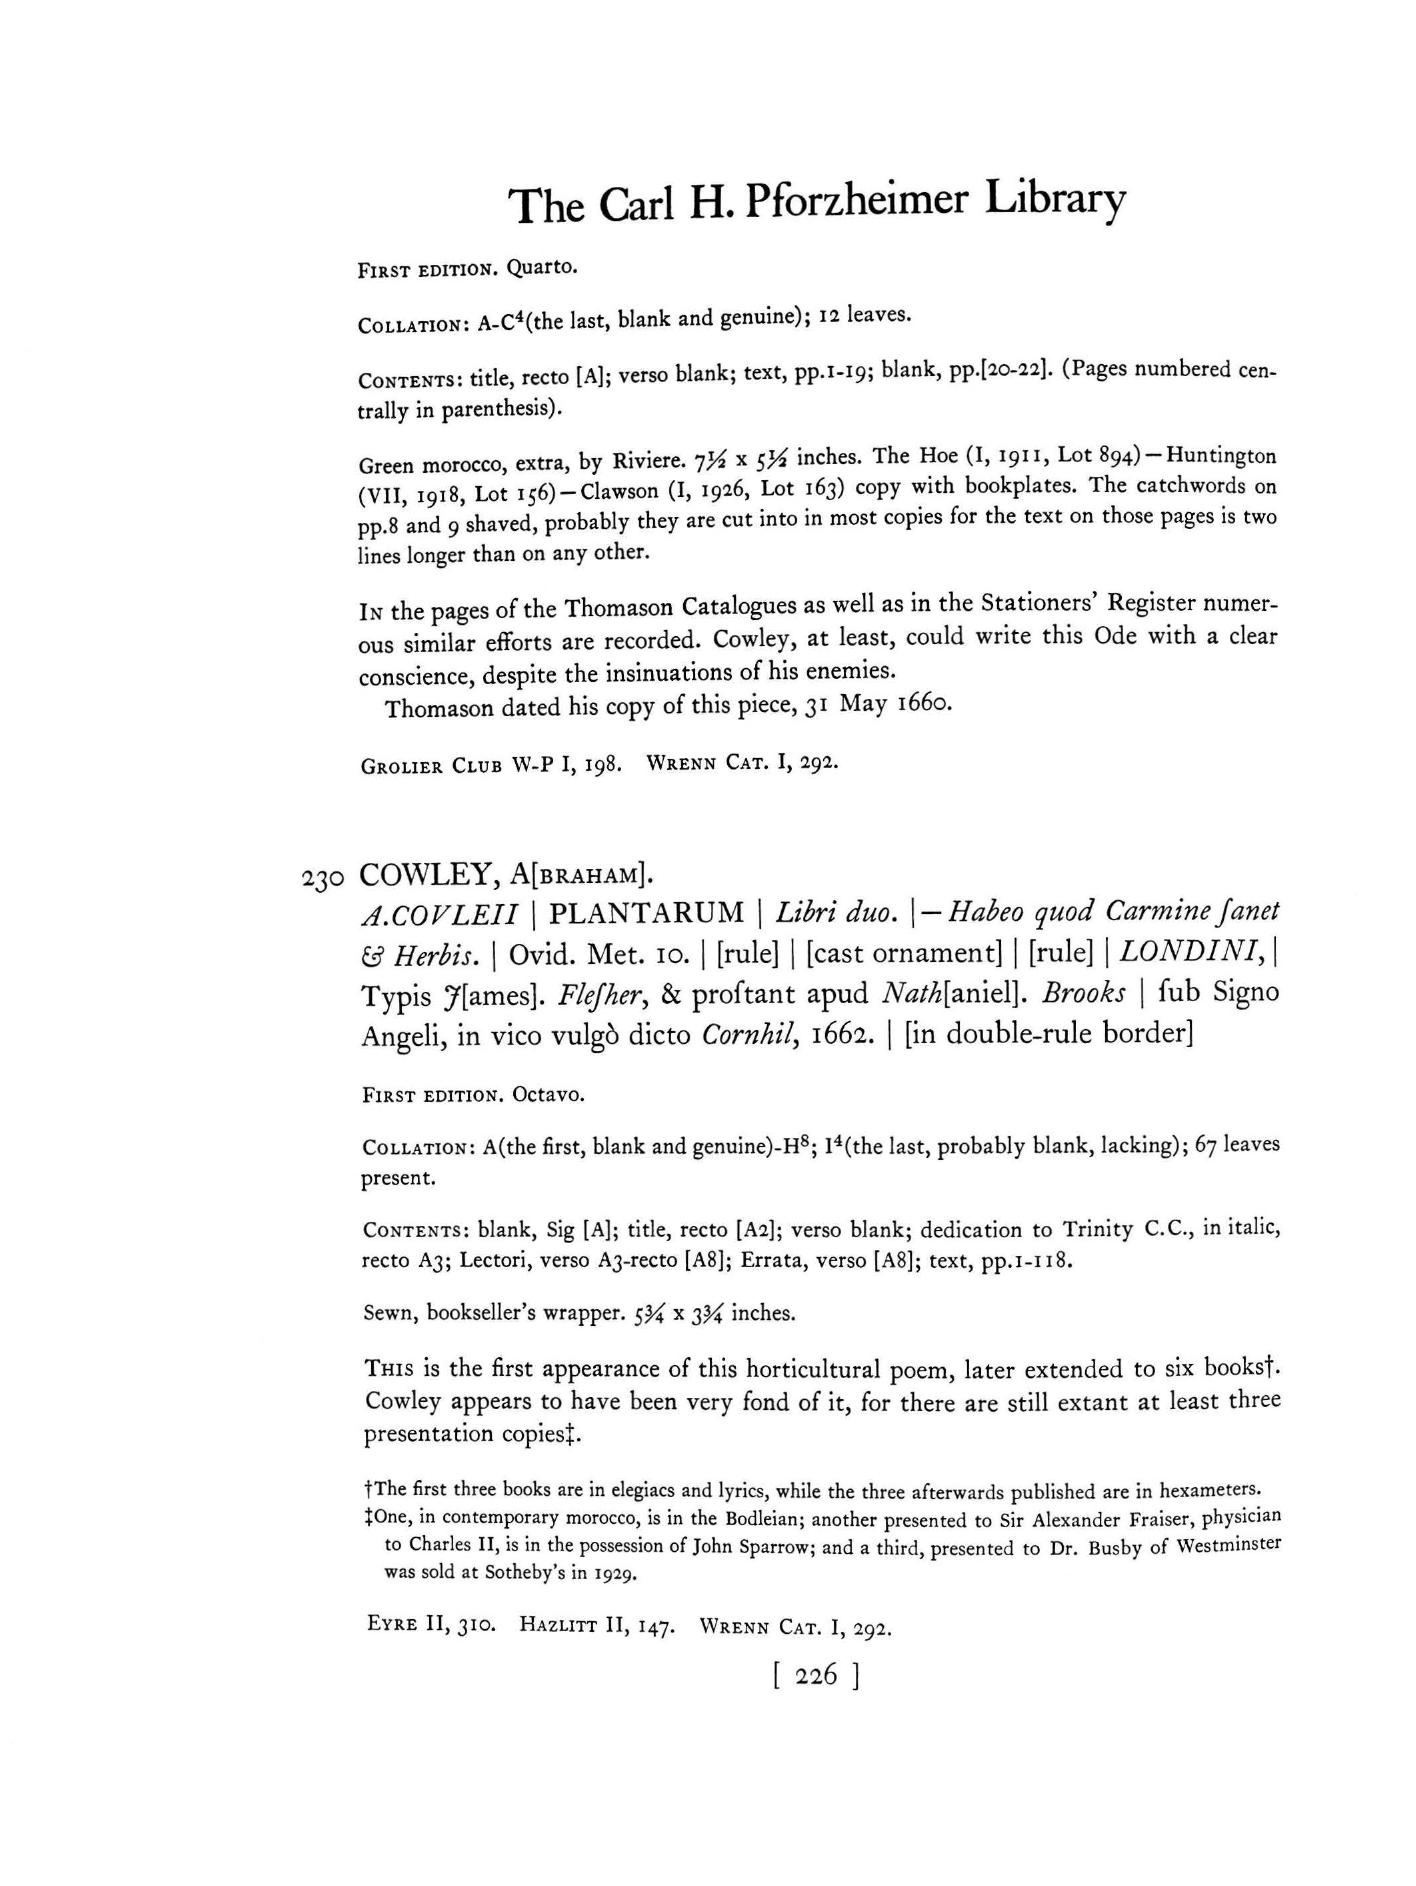 The Carl H. Pforzheimer Library
First edition. Quarto.
Collation: A-C⁴(the last, blank and genuine); 12 leaves.
Contents: title, recto [A]; verso blank; text, pp.1-19; blank, pp.[20-22]. (Pages numbered cen-
trally in parenthesis).
Green morocco, extra, by Riviere. 7½ x 5½ inches. The Hoe (I, 1911, Lot 894)—Huntington
(VII, 1918, Lot 156)—Clawson (I, 1926, Lot 163) copy with bookplates. The catchwords on
pp.8 and 9 shaved, probably they are cut into in most copies for the text on those pages is two
lines longer than on any other.
In the pages of the Thomason Catalogues as well as in the Stationers' Register numer-
ous similar efforts are recorded. Cowley, at least, could write this Ode with a clear
conscience, despite the insinuations of his enemies.
Thomason dated his copy of this piece, 31 May 1660.
Grolier Club W-P I, 198. Wrenn Cat. I, 292.
230 COWLEY, A[braham].
A.COVLEII | PLANTARUM | Libri duo. |—Habeo quod Carmine ſanet
& Herbis. | Ovid. Met. 10. | [rule] | [cast ornament] | [rule] | LONDINI, |
Typis J[ames]. Fleſher, & proſtant apud Nath[aniel]. Brooks | ſub Signo
Angeli, in vico vulgò dicto Cornhil, 1662. | [in double-rule border]
First edition. Octavo.
Collation: A(the first, blank and genuine)-H⁸; I⁴(the last, probably blank, lacking); 67 leaves
present.
Contents: blank, Sig [A]; title, recto [A2]; verso blank; dedication to Trinity C.C., in italic,
recto A3; Lectori, verso A3-recto [A8]; Errata, verso [A8]; text, pp.1-118.
Sewn, bookseller's wrapper. 5¾ x 3¾ inches.
This is the first appearance of this horticultural poem, later extended to six books†.
Cowley appears to have been very fond of it, for there are still extant at least three
presentation copies‡.
†The first three books are in elegiacs and lyrics, while the three afterwards published are in hexameters.
‡One, in contemporary morocco, is in the Bodleian; another presented to Sir Alexander Fraiser, physician
to Charles II, is in the possession of John Sparrow; and a third, presented to Dr. Busby of Westminster
was sold at Sotheby's in 1929.
Eyre II, 310. Hazlitt II, 147. Wrenn Cat. I, 292.
[ 226 ]